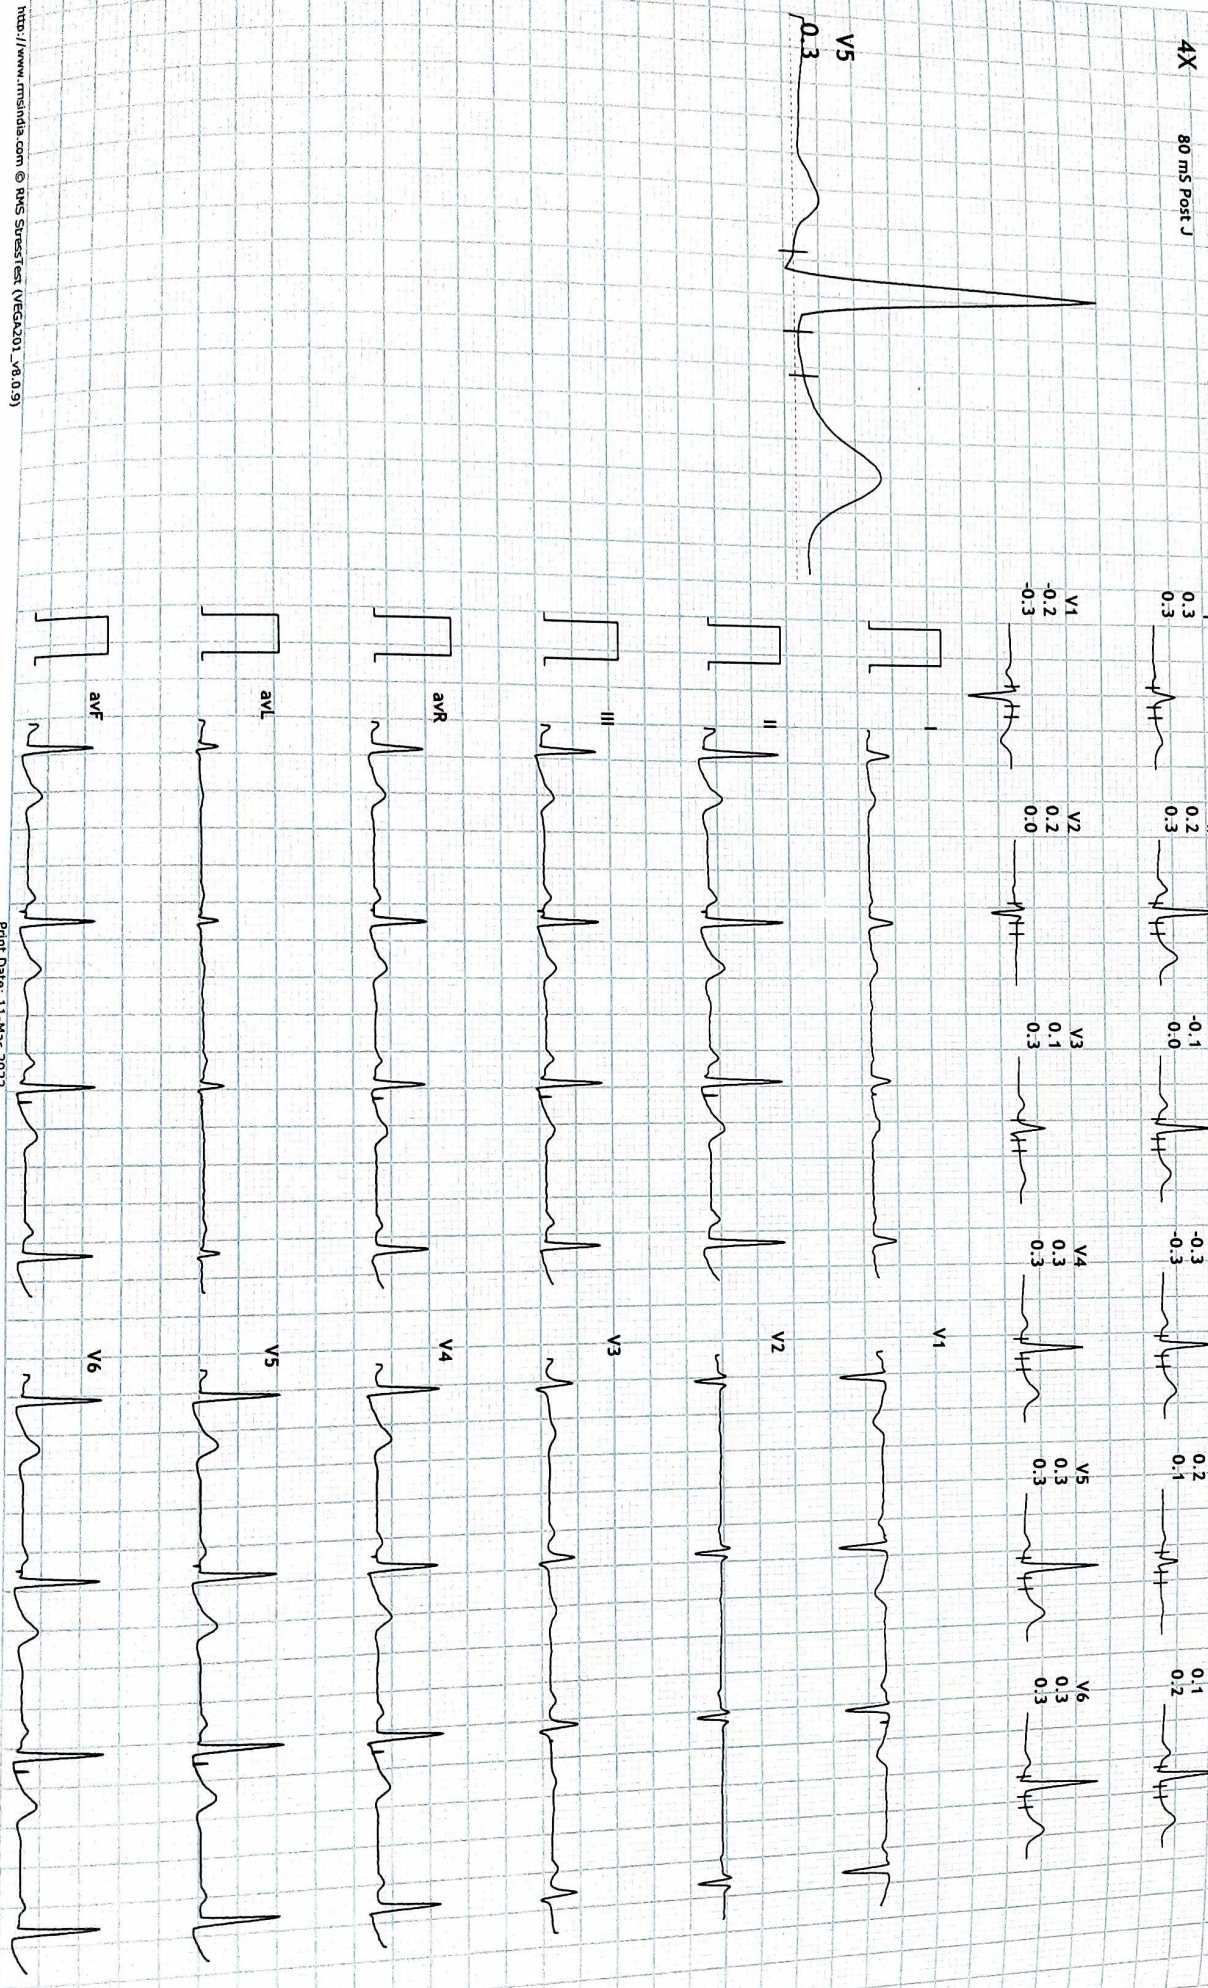 4X
80 mS Post J
V5
0.3
0.3
0.3
0.2
0.3
-0.1
0.0
-0.3
-0.3
0.2
0.1
0.1
0.2
V1
-0.2
-0.3
V2
0.2
0.0
V3
0.1
0.3
V4
0.3
0.3
V5
0.3
0.3
V6
0.3
0.3
I
V1
II
V2
III
V3
avR
V4
avL
V5
avF
V6
http://www.rmsindia.com © RMS StressTest (VEGA201_v8.0.9)